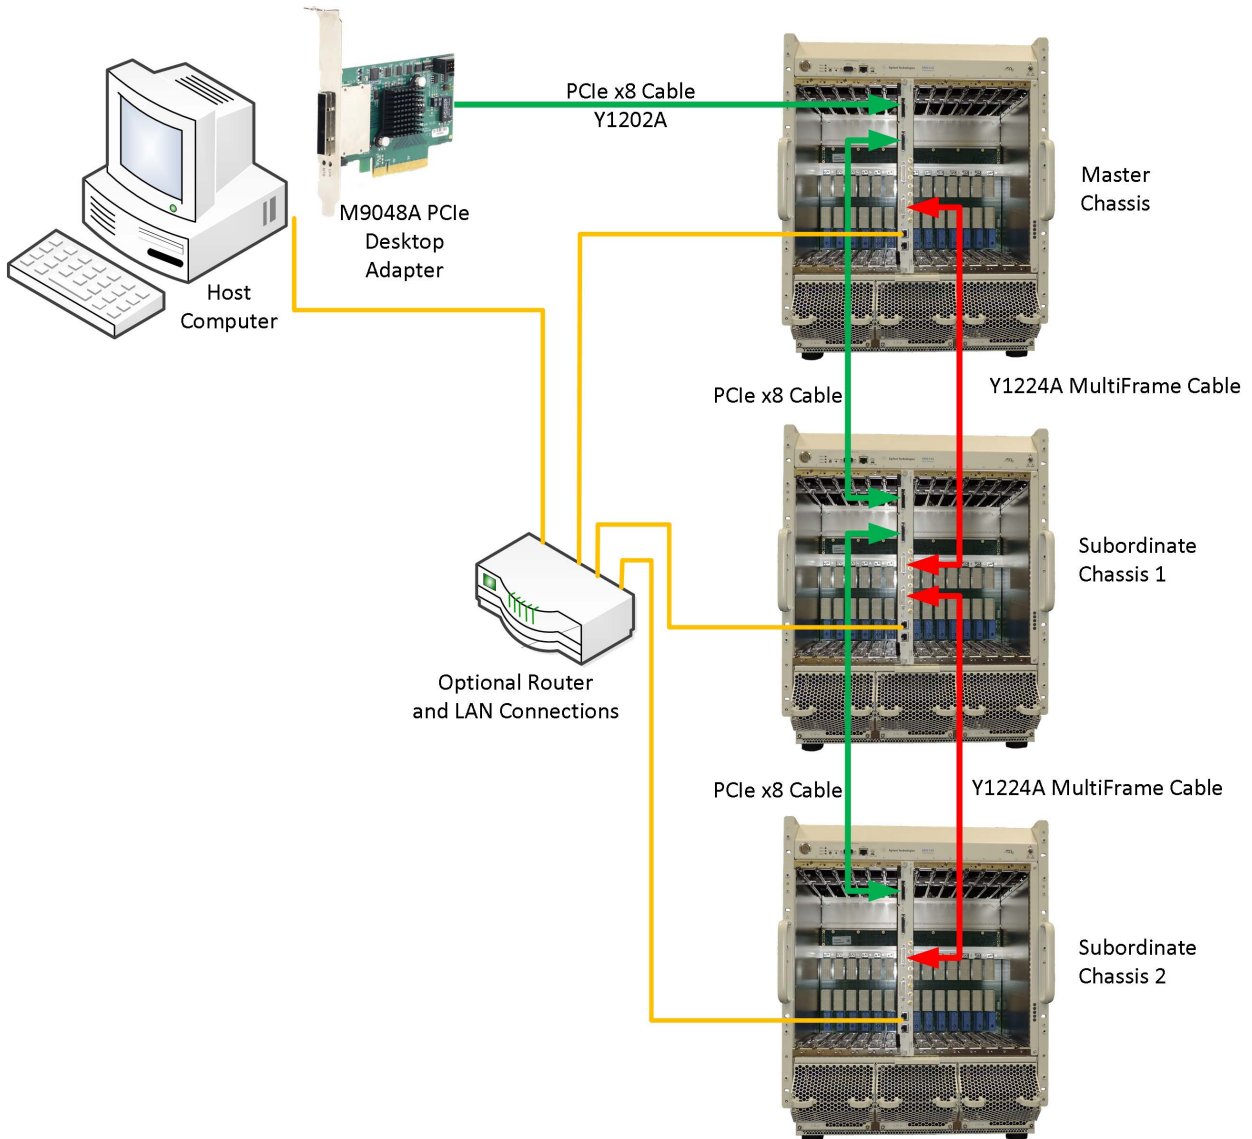 PCIe x8 Cable
Y1202A
M9048A PCIe
Desktop
Adapter
Host
Computer
Master
Chassis
PCIe x8 Cable
Y1224A MultiFrame Cable
Subordinate
Chassis 1
Optional Router
and LAN Connections
PCIe x8 Cable
Y1224A MultiFrame Cable
Subordinate
Chassis 2